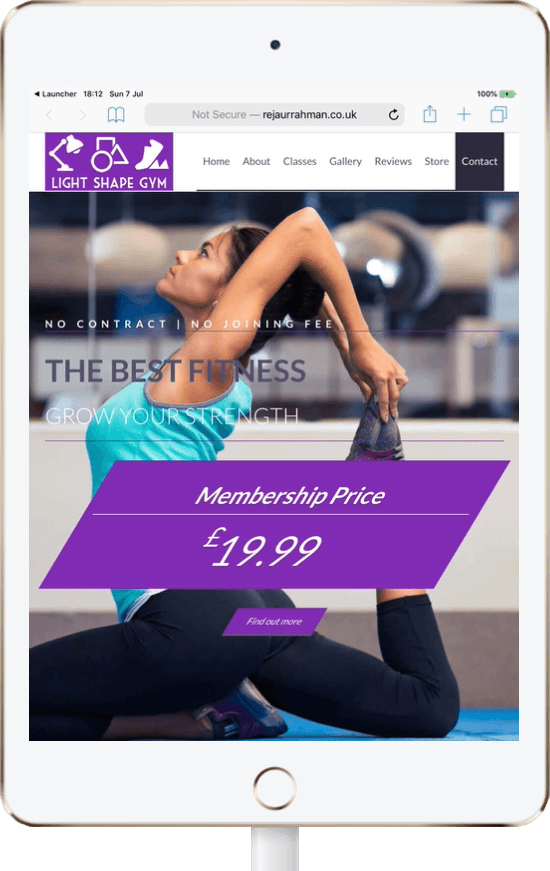 ◀ Launcher 18:12 Sun 7 Jul 100%
Not Secure — rejaurrahman.co.uk
LIGHT SHAPE GYM
Home About Classes Gallery Reviews Store Contact
NO CONTRACT | NO JOINING FEE
THE BEST FITNESS
GROW YOUR STRENGTH
Membership Price
£19.99
Find out more